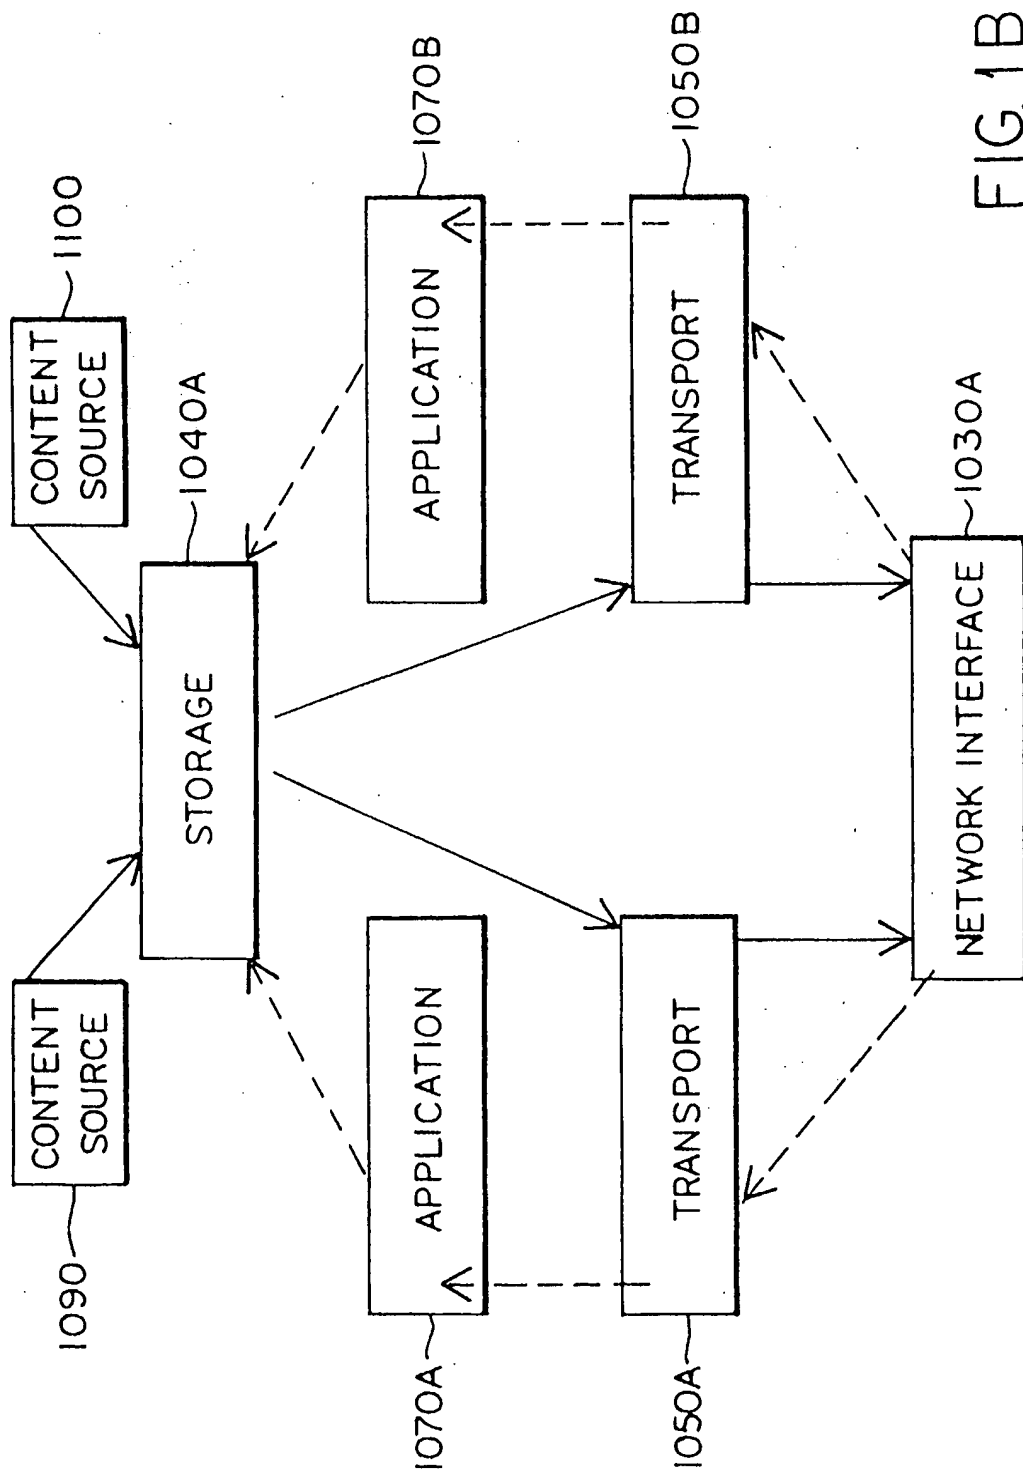 1090
CONTENT
SOURCE
CONTENT
SOURCE
1100
STORAGE
1040A
1070A
APPLICATION
APPLICATION
1070B
1050A
TRANSPORT
TRANSPORT
1050B
NETWORK INTERFACE
1030A
FIG. 1B